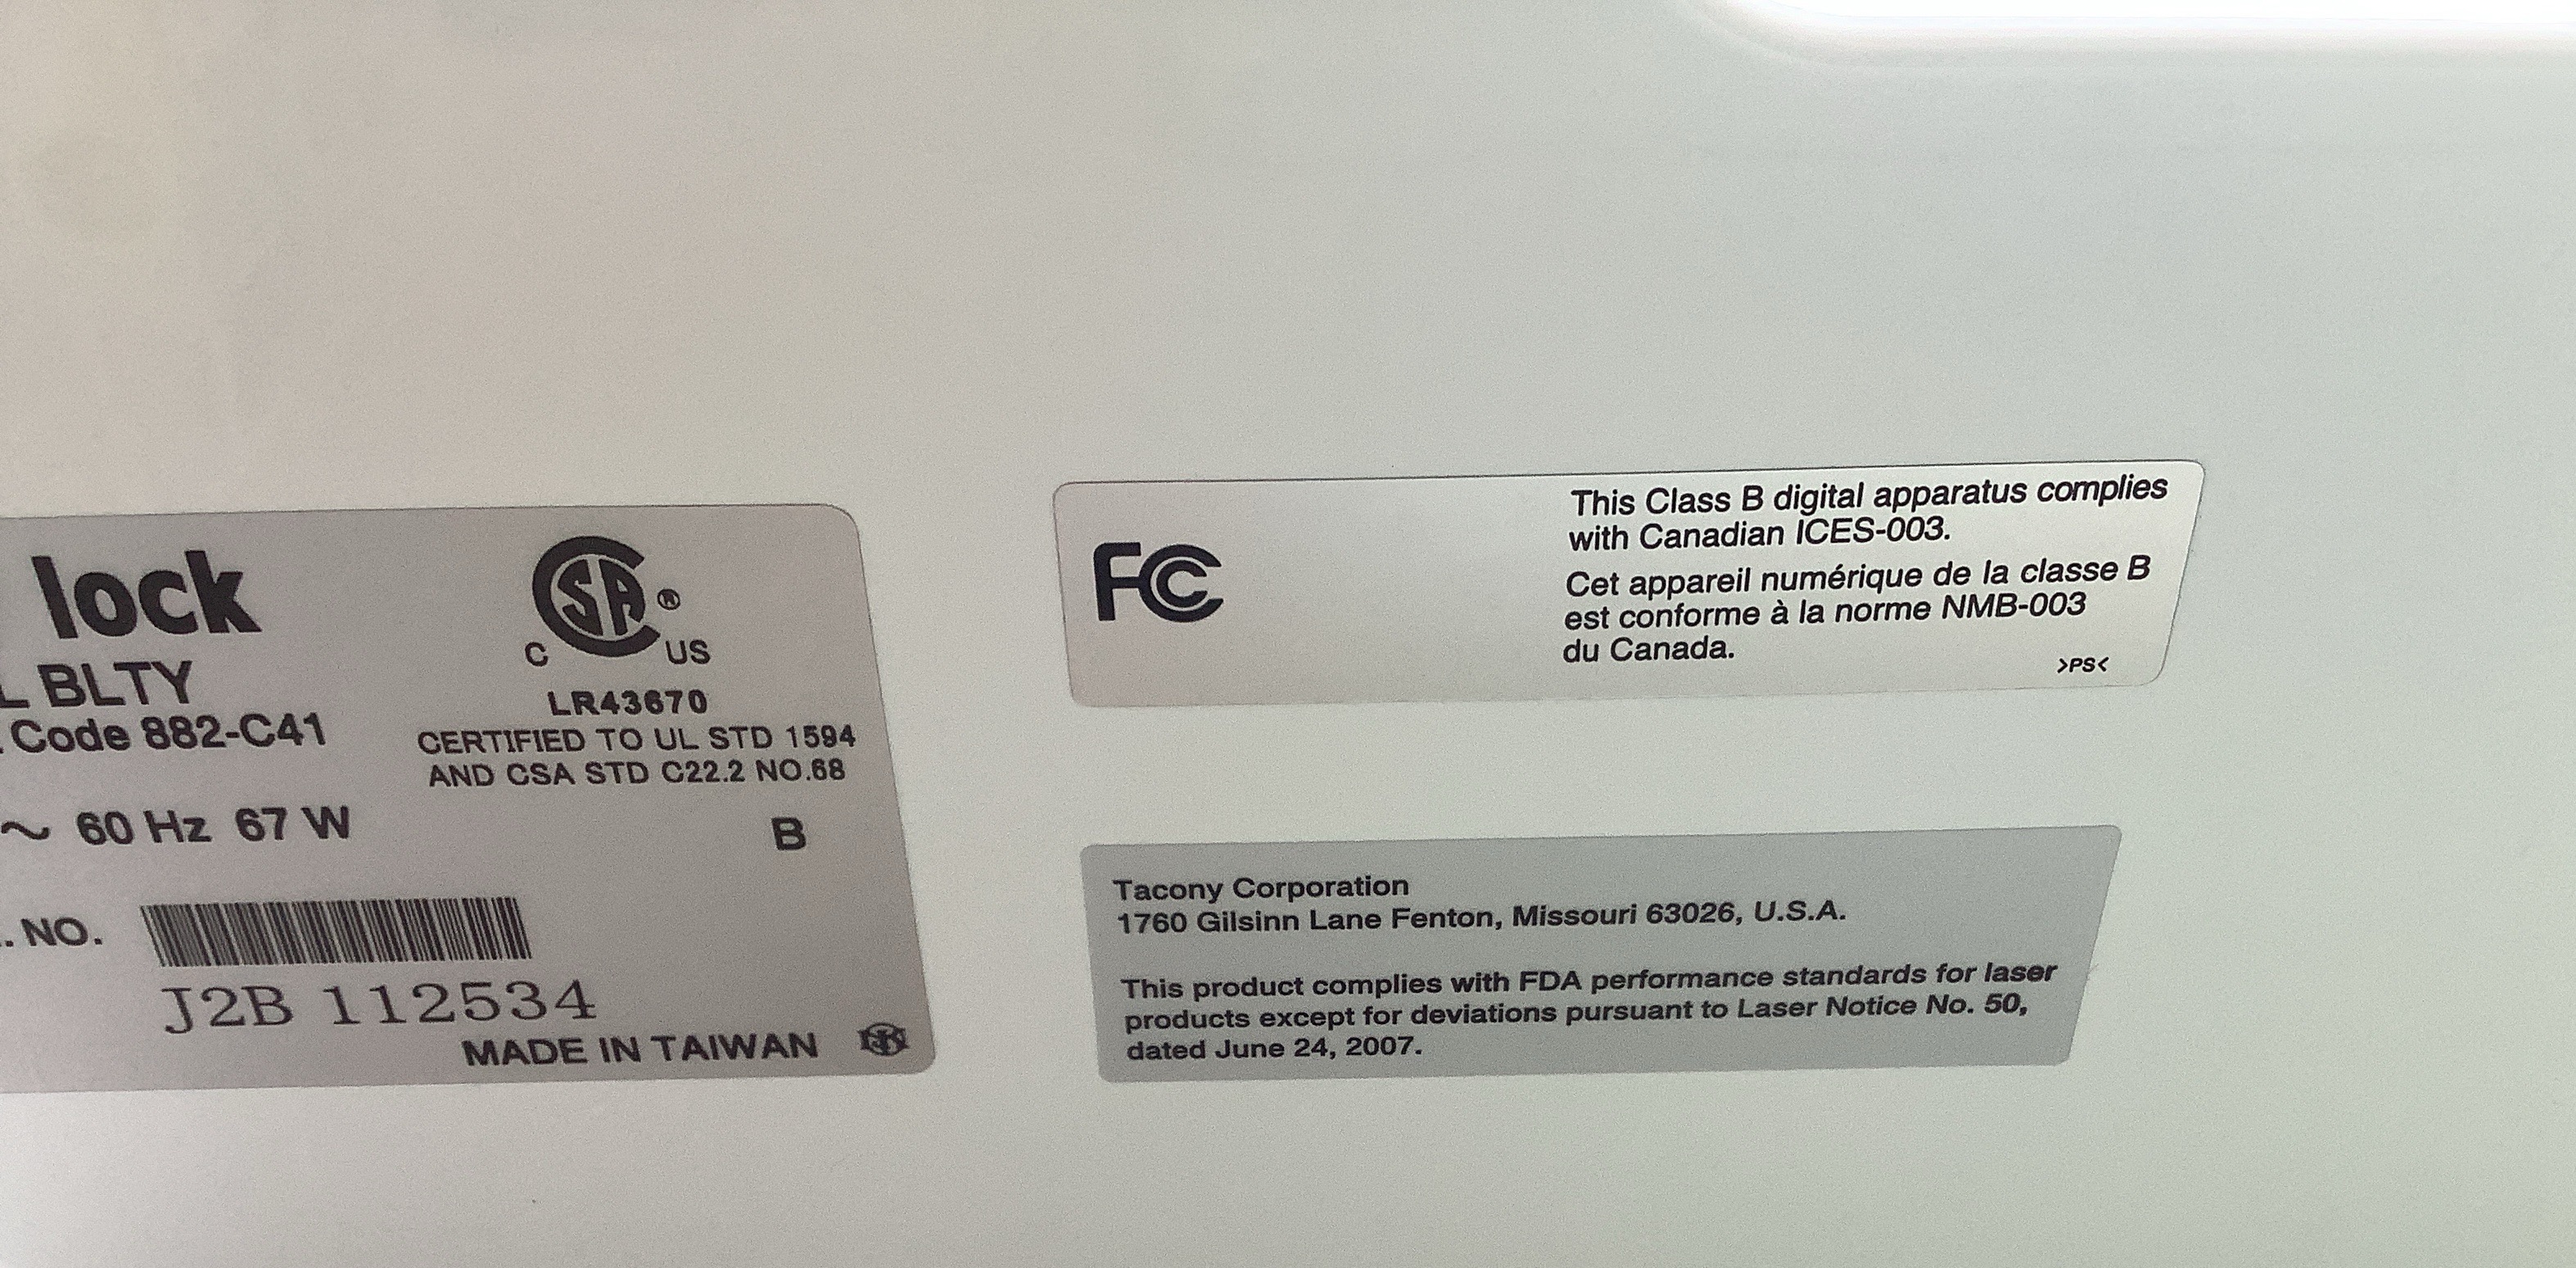 lock
L BLTY
. Code 882-C41
~ 60 Hz 67 W
CSA®
C US
LR43670
CERTIFIED TO UL STD 1594
AND CSA STD C22.2 NO.68
B
. NO.
J2B 112534
MADE IN TAIWAN
FC
This Class B digital apparatus complies
with Canadian ICES-003.
Cet appareil numérique de la classe B
est conforme à la norme NMB-003
du Canada.
>PS<
Tacony Corporation
1760 Gilsinn Lane Fenton, Missouri 63026, U.S.A.
This product complies with FDA performance standards for laser
products except for deviations pursuant to Laser Notice No. 50,
dated June 24, 2007.